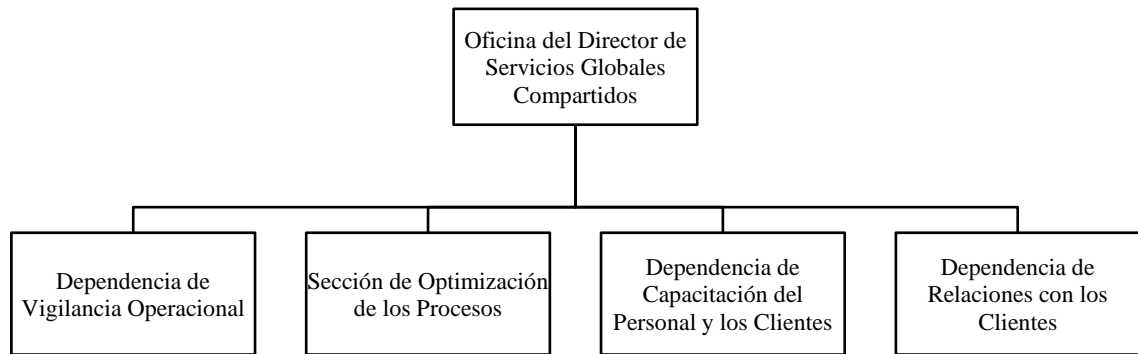 Oficina del Director de
Servicios Globales
Compartidos
Dependencia de
Vigilancia Operacional
Sección de Optimización
de los Procesos
Dependencia de
Capacitación del
Personal y los Clientes
Dependencia de
Relaciones con los
Clientes